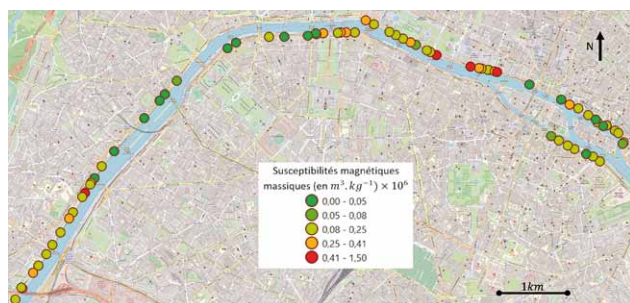 N
Susceptibilités magnétiques
massiques (en m³.kg⁻¹) × 10⁶
0,00 - 0,05
0,05 - 0,08
0,08 - 0,25
0,25 - 0,41
0,41 - 1,50
1km